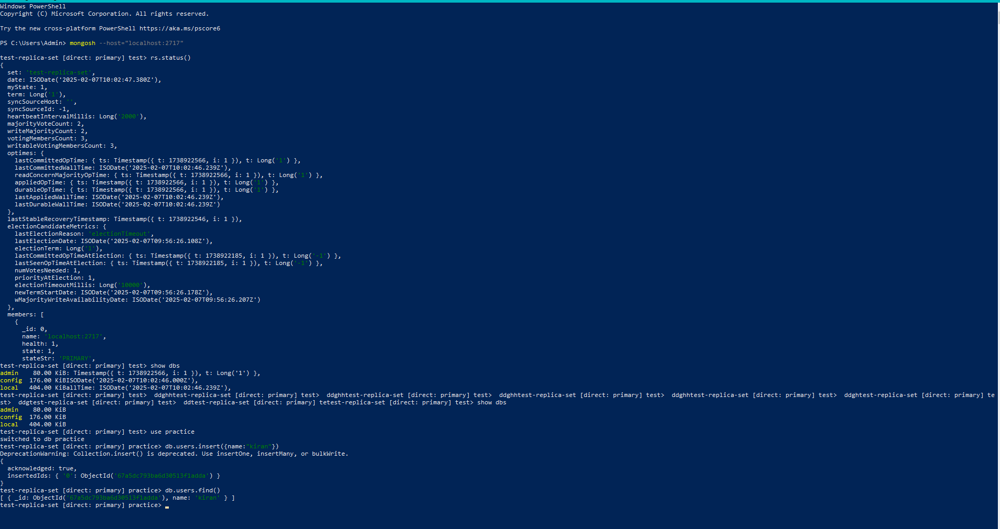 Windows PowerShell
Copyright (C) Microsoft Corporation. All rights reserved.
Try the new cross-platform PowerShell https://aka.ms/pscore6
PS C:\Users\Admin> mongosh --host="localhost:2717"
test-replica-set [direct: primary] test> rs.status()
{
  set: 'test-replica-set',
  date: ISODate('2025-02-07T10:02:47.380Z'),
  myState: 1,
  term: Long('1'),
  syncSourceHost: '',
  syncSourceId: -1,
  heartbeatIntervalMillis: Long('2000'),
  majorityVoteCount: 2,
  writeMajorityCount: 2,
  votingMembersCount: 3,
  writableVotingMembersCount: 3,
  optimes: {
    lastCommittedOpTime: { ts: Timestamp({ t: 1738922566, i: 1 }), t: Long('1') },
    lastCommittedWallTime: ISODate('2025-02-07T10:02:46.239Z'),
    readConcernMajorityOpTime: { ts: Timestamp({ t: 1738922566, i: 1 }), t: Long('1') },
    appliedOpTime: { ts: Timestamp({ t: 1738922566, i: 1 }), t: Long('1') },
    durableOpTime: { ts: Timestamp({ t: 1738922566, i: 1 }), t: Long('1') },
    lastAppliedWallTime: ISODate('2025-02-07T10:02:46.239Z'),
    lastDurableWallTime: ISODate('2025-02-07T10:02:46.239Z')
  },
  lastStableRecoveryTimestamp: Timestamp({ t: 1738922546, i: 1 }),
  electionCandidateMetrics: {
    lastElectionReason: 'electionTimeout',
    lastElectionDate: ISODate('2025-02-07T09:56:26.108Z'),
    electionTerm: Long('1'),
    lastCommittedOpTimeAtElection: { ts: Timestamp({ t: 1738922185, i: 1 }), t: Long('-1') },
    lastSeenOpTimeAtElection: { ts: Timestamp({ t: 1738922185, i: 1 }), t: Long('-1') },
    numVotesNeeded: 1,
    priorityAtElection: 1,
    electionTimeoutMillis: Long('10000'),
    newTermStartDate: ISODate('2025-02-07T09:56:26.178Z'),
    wMajorityWriteAvailabilityDate: ISODate('2025-02-07T09:56:26.207Z')
  },
  members: [
    {
      _id: 0,
      name: 'localhost:2717',
      health: 1,
      state: 1,
      stateStr: 'PRIMARY',
test-replica-set [direct: primary] test> show dbs
admin    80.00 KiB: Timestamp({ t: 1738922566, i: 1 }), t: Long('1') },
config  176.00 KiBISODate('2025-02-07T10:02:46.000Z'),
local   404.00 KiBallTime: ISODate('2025-02-07T10:02:46.239Z'),
test-replica-set [direct: primary] test>  ddghhtest-replica-set [direct: primary] test>  ddghhtest-replica-set [direct: primary] test>  ddghhtest-replica-set [direct: primary] test>  ddghhtest-replica-set [direct: primary] test>  ddghtest-replica-set [direct: primary] te
st>  ddgtest-replica-set [direct: primary] test>  ddtest-replica-set [direct: primary] tetest-replica-set [direct: primary] test> show dbs
admin    80.00 KiB
config  176.00 KiB
local   404.00 KiB
test-replica-set [direct: primary] test> use practice
switched to db practice
test-replica-set [direct: primary] practice> db.users.insert({name:"kiran"})
DeprecationWarning: Collection.insert() is deprecated. Use insertOne, insertMany, or bulkWrite.
{
  acknowledged: true,
  insertedIds: { '0': ObjectId('67a5dc793ba6d30513f1adda') }
}
test-replica-set [direct: primary] practice> db.users.find()
[ { _id: ObjectId('67a5dc793ba6d30513f1adda'), name: 'kiran' } ]
test-replica-set [direct: primary] practice>